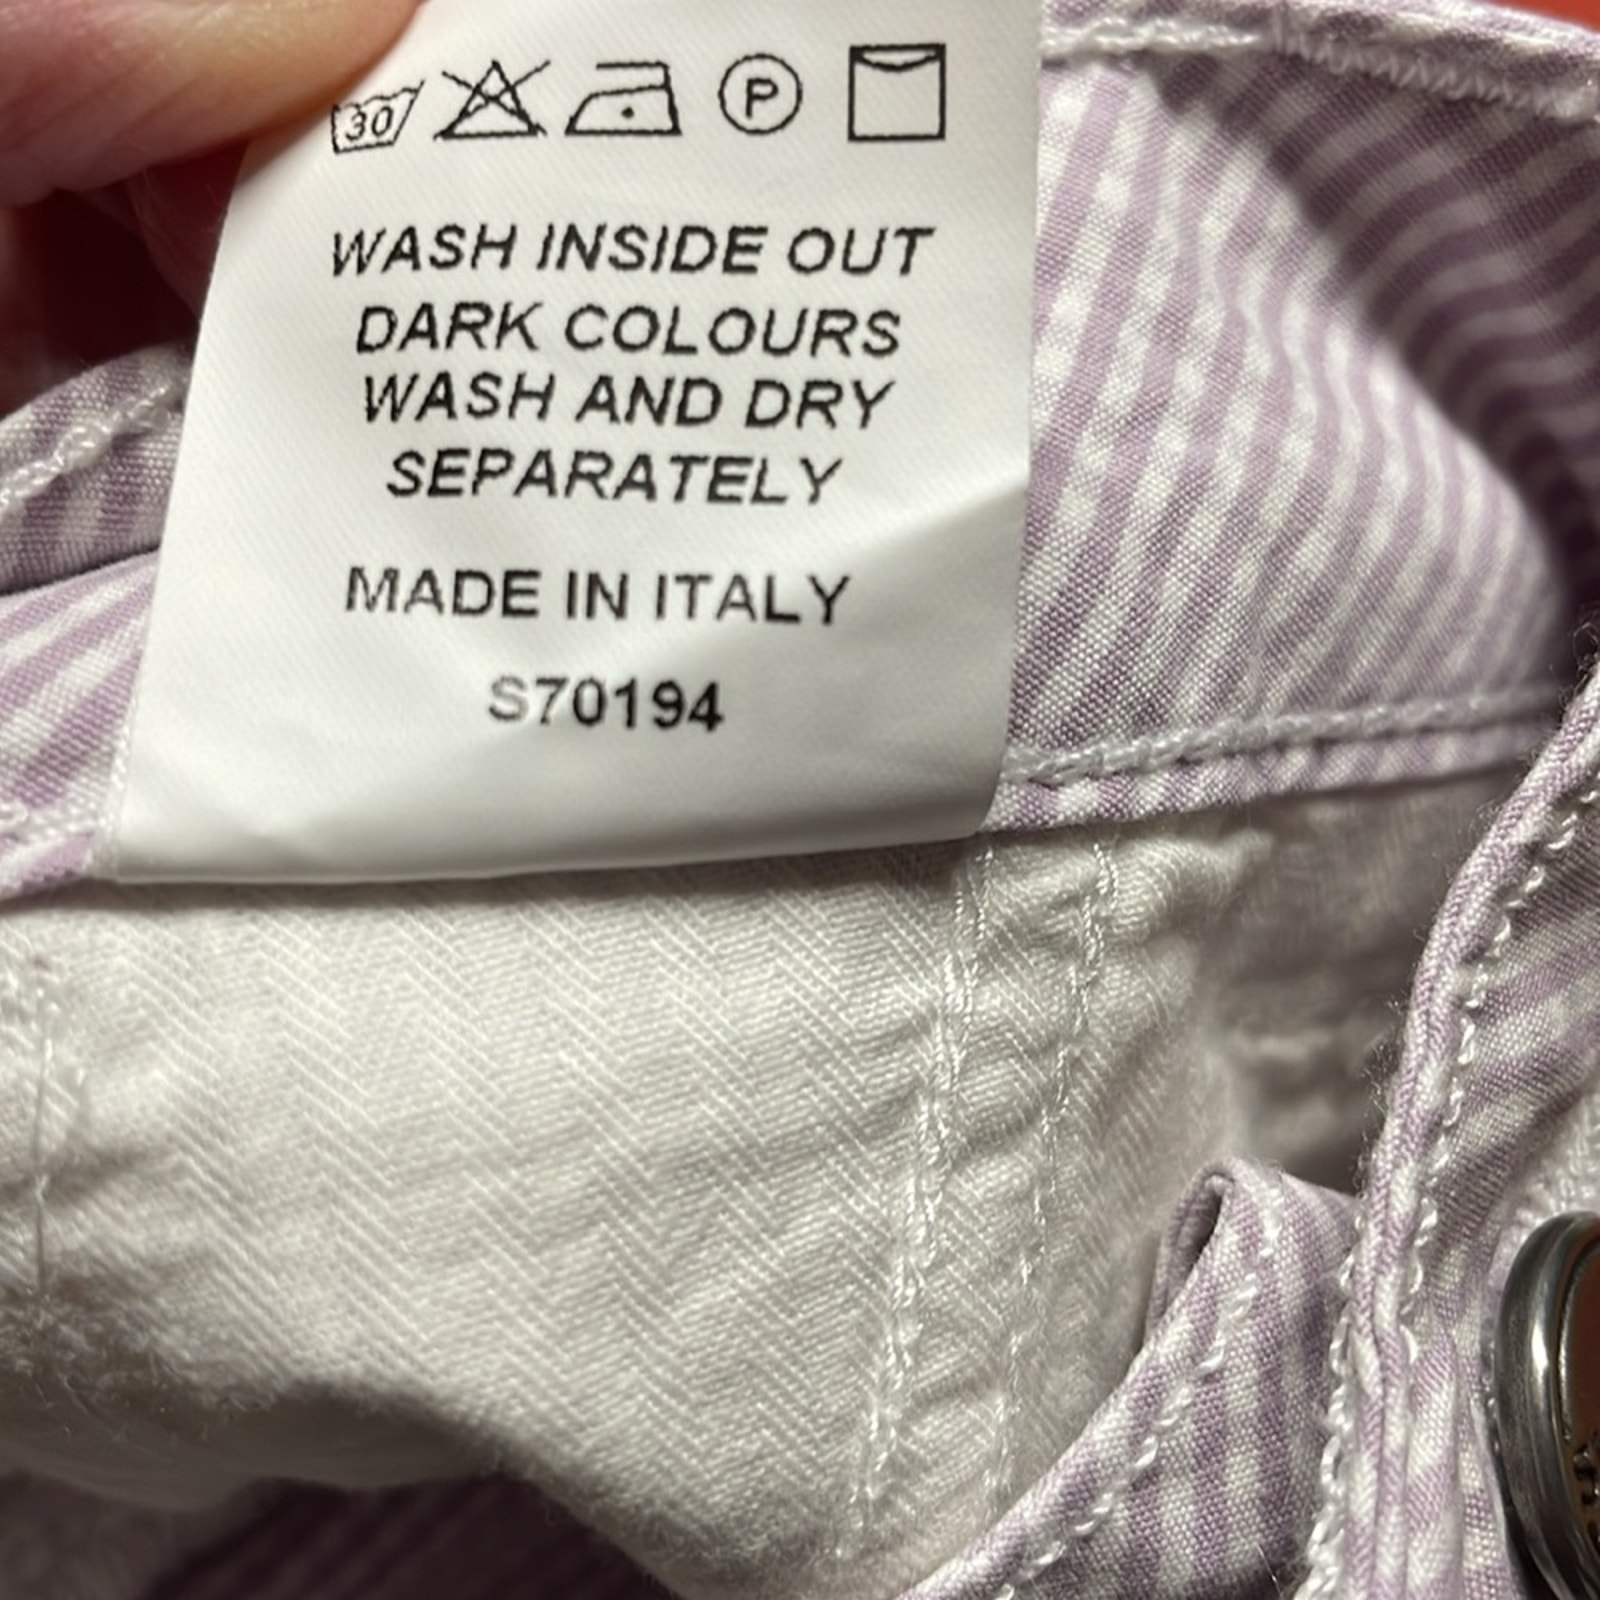 30 P
WASH INSIDE OUT
DARK COLOURS
WASH AND DRY
SEPARATELY
MADE IN ITALY
S70194